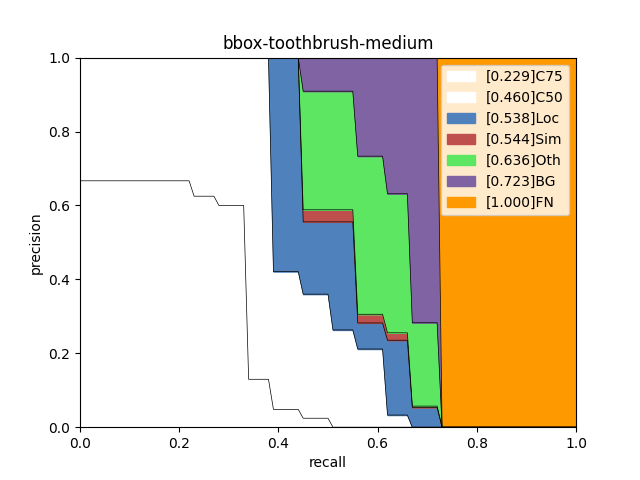 bbox-toothbrush-medium
1.0
0.8
0.6
0.4
0.2
0.0
precision
0.0 0.2 0.4 0.6 0.8 1.0
recall
[0.229]C75
[0.460]C50
[0.538]Loc
[0.544]Sim
[0.636]Oth
[0.723]BG
[1.000]FN